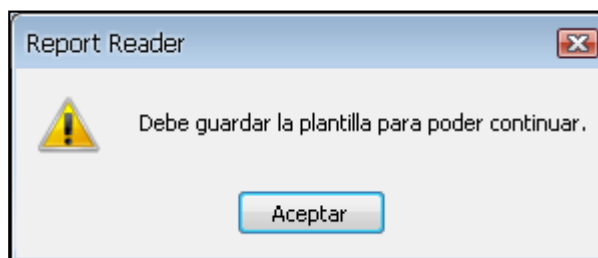 Report Reader
Debe guardar la plantilla para poder continuar.
Aceptar